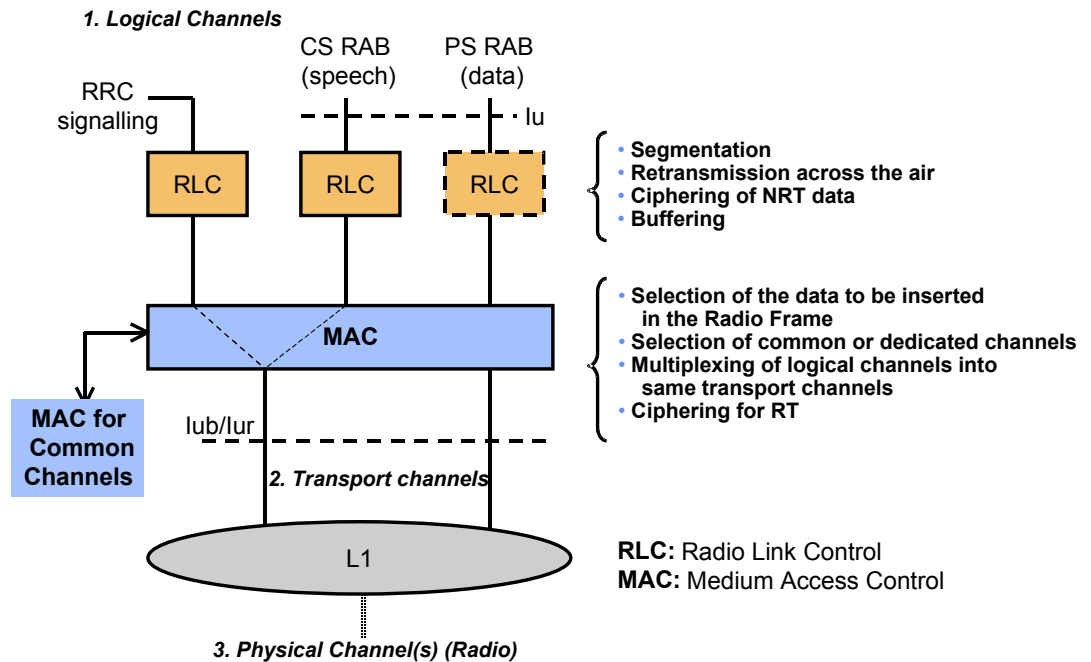 1. Logical Channels
CS RAB
(speech)
PS RAB
(data)
RRC
signalling
Iu
RLC
RLC
RLC
• Segmentation
• Retransmission across the air
• Ciphering of NRT data
• Buffering
MAC
• Selection of the data to be inserted
in the Radio Frame
• Selection of common or dedicated channels
• Multiplexing of logical channels into
same transport channels
• Ciphering for RT
MAC for
Common
Channels
Iub/Iur
2. Transport channels
L1
RLC: Radio Link Control
MAC: Medium Access Control
3. Physical Channel(s) (Radio)